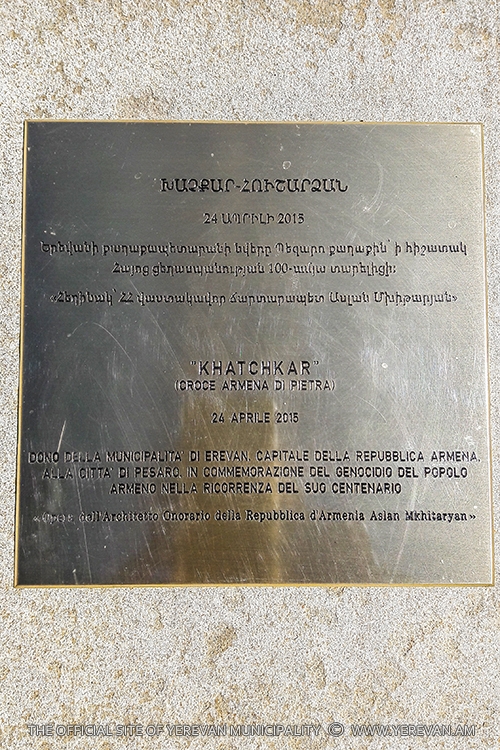 ԽԱՉՔԱՐ-ՀՈՒՇԱՐՁԱՆ
24 ԱՊՐԻԼԻ 2015
Երեվանի քաղաքապետարանի նվերը Պեզարո քաղաքին՝ ի հիշատակ
Հայոց ցեղասպանության 100-ամյա տարելիցի:
«Հեղինակ՝ ՀՀ վաստակավոր ճարտարապետ Ասլան Մխիթարյան»
"KHATCHKAR"
(CROCE ARMENA DI PIETRA)
24 APRILE 2015
DONO DELLA MUNICIPALITA' DI EREVAN, CAPITALE DELLA REPUBBLICA ARMENA,
ALLA CITTA' DI PESARO, IN COMMEMORAZIONE DEL GENOCIDIO DEL POPOLO
ARMENO NELLA RICORRENZA DEL SUO CENTENARIO
«Opera dell'Architetto Onorario della Repubblica d'Armenia Aslan Mkhitaryan»
THE OFFICIAL SITE OF YEREVAN MUNICIPALITY © WWW.YEREVAN.AM